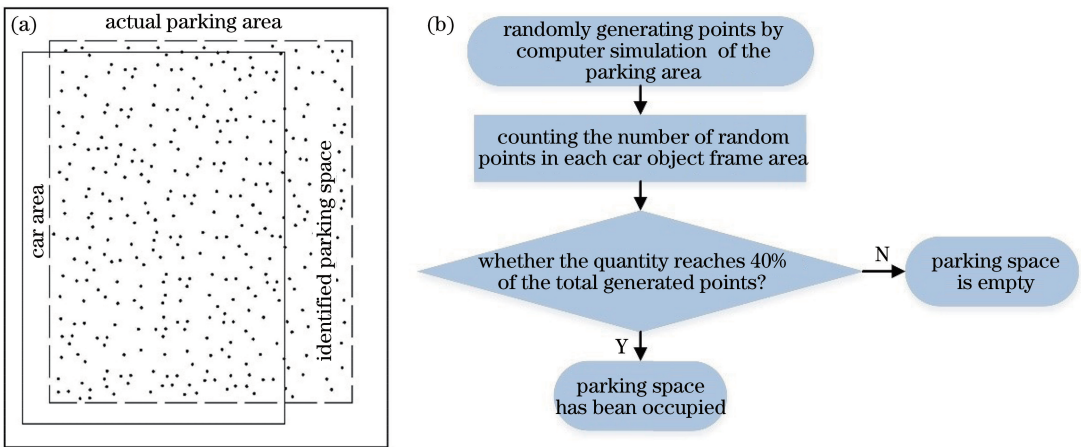 (a)
actual parking area
car area
identified parking space
(b)
randomly generating points by
computer simulation of the
parking area
counting the number of random
points in each car object frame area
whether the quantity reaches 40%
of the total generated points?
N
parking space
is empty
Y
parking space
has bean occupied